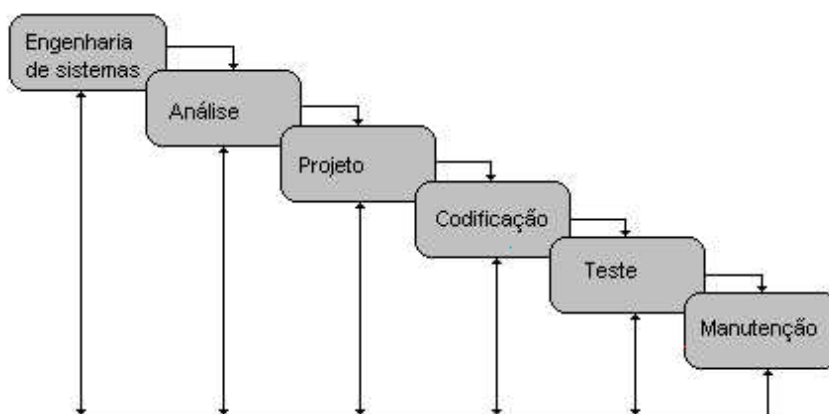 Engenharia
de sistemas
Análise
Projeto
Codificação
Teste
Manutenção